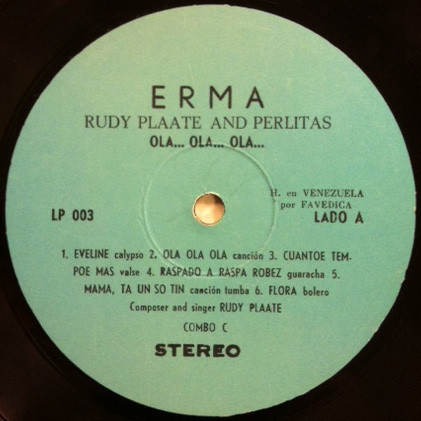 ERMA
RUDY PLAATE AND PERLITAS
OLA... OLA... OLA...
H. en VENEZUELA
por FAVEDICA
LP 003
LADO A
1. EVELINE calypso 2. OLA OLA OLA canción 3. CUANTOE TEM-
POE MAS valse 4. RASPADO A RASPA ROBEZ guaracha 5.
MAMA, TA UN SO TIN canción tumba 6. FLORA bolero
Composer and singer RUDY PLAATE
COMBO C
STEREO